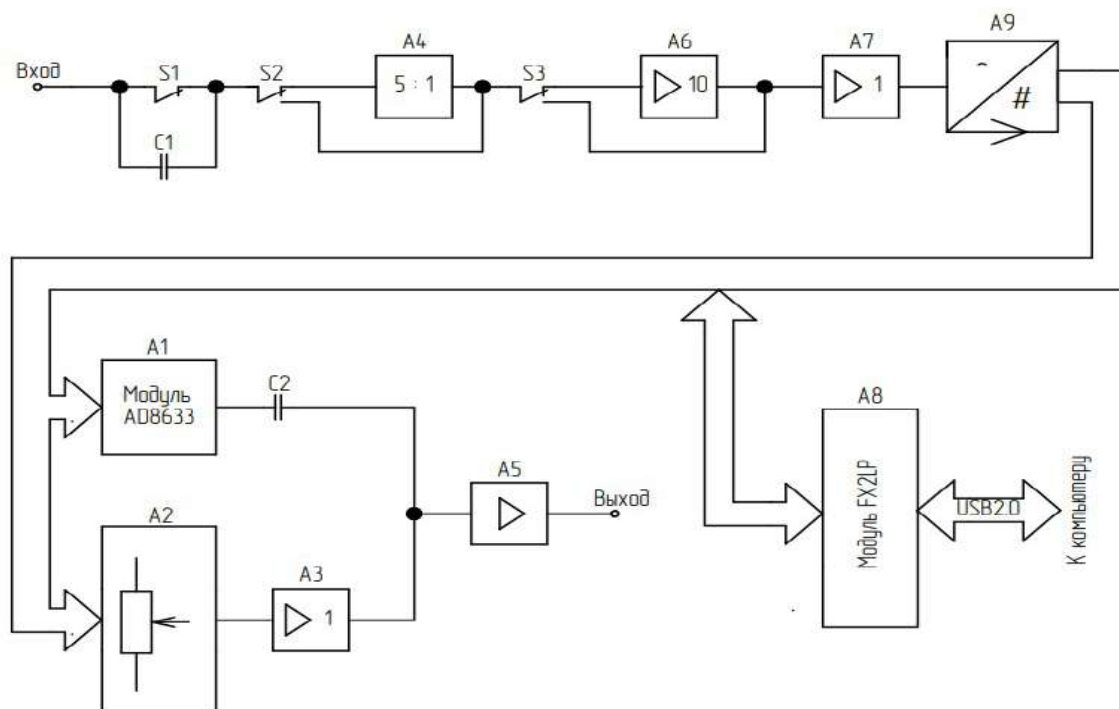 Вход
S1
C1
S2
A4
5 : 1
S3
A6
10
A7
1
A9
#
A1
Модуль
AD8633
C2
A2
A3
1
A5
Выход
A8
Модуль FX2LP
USB2.0
К компьютеру